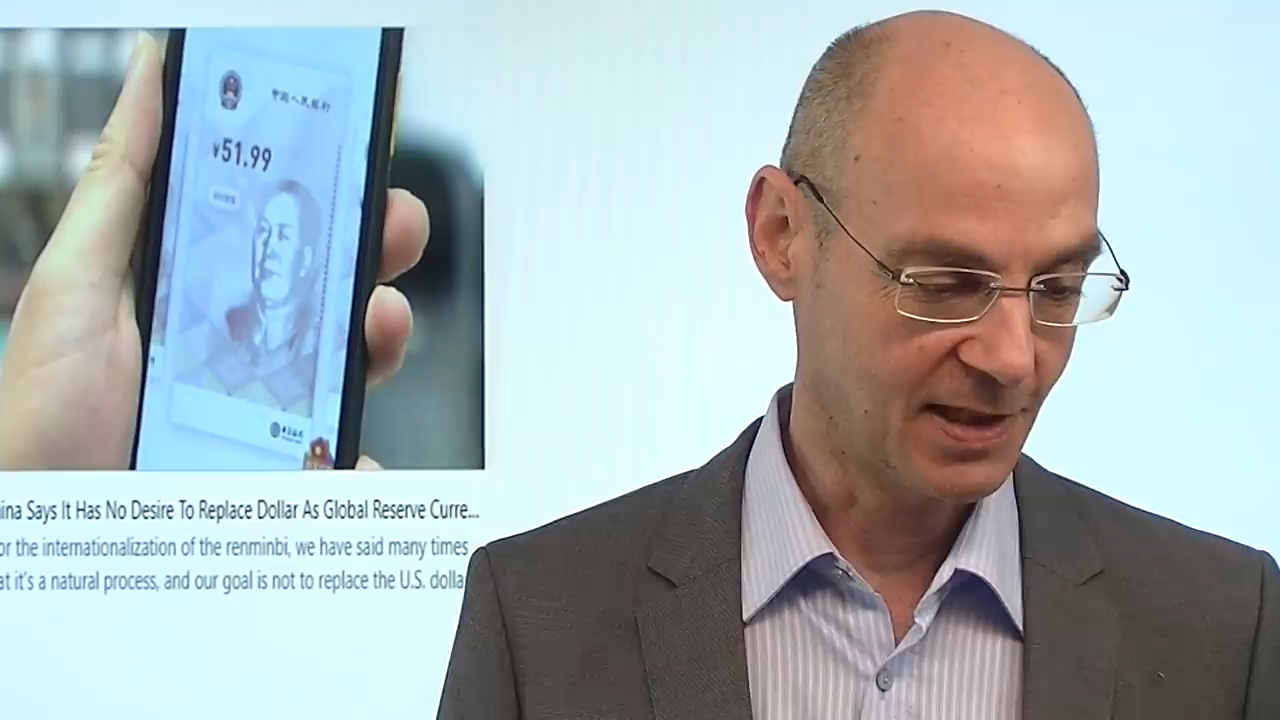 中国人民银行
¥51.99
ina Says It Has No Desire To Replace Dollar As Global Reserve Curre...
or the internationalization of the renminbi, we have said many times
at it's a natural process, and our goal is not to replace the U.S. dolla